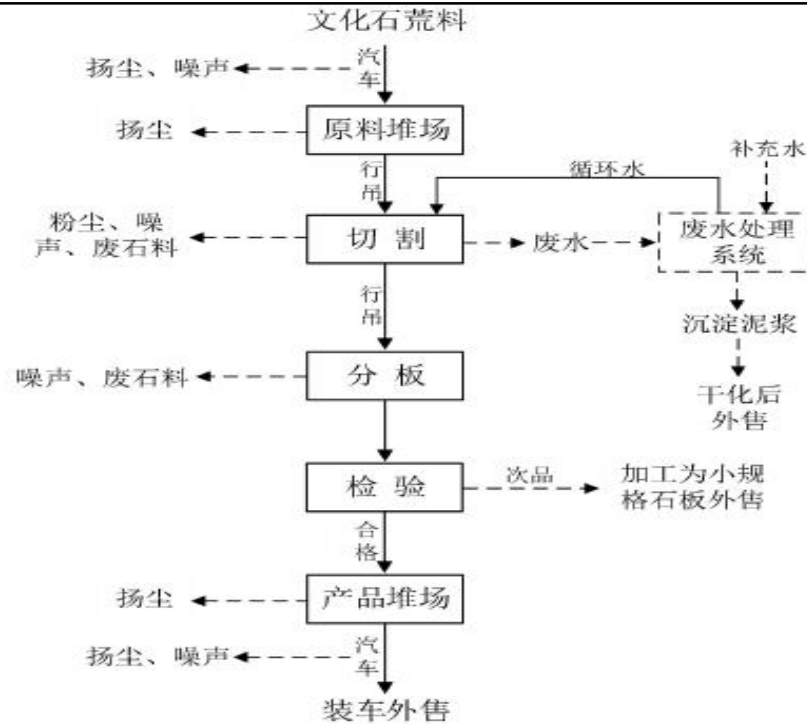 文化石荒料
扬尘、噪声
汽
车
扬尘
原料堆场
补充水
行
吊
循环水
粉尘、噪
声、废石料
切 割
废水
废水处理
系统
行
吊
沉淀泥浆
噪声、废石料
分 板
干化后
外售
检 验
次品
加工为小规
格石板外售
合
格
扬尘
产品堆场
扬尘、噪声
汽
车
装车外售